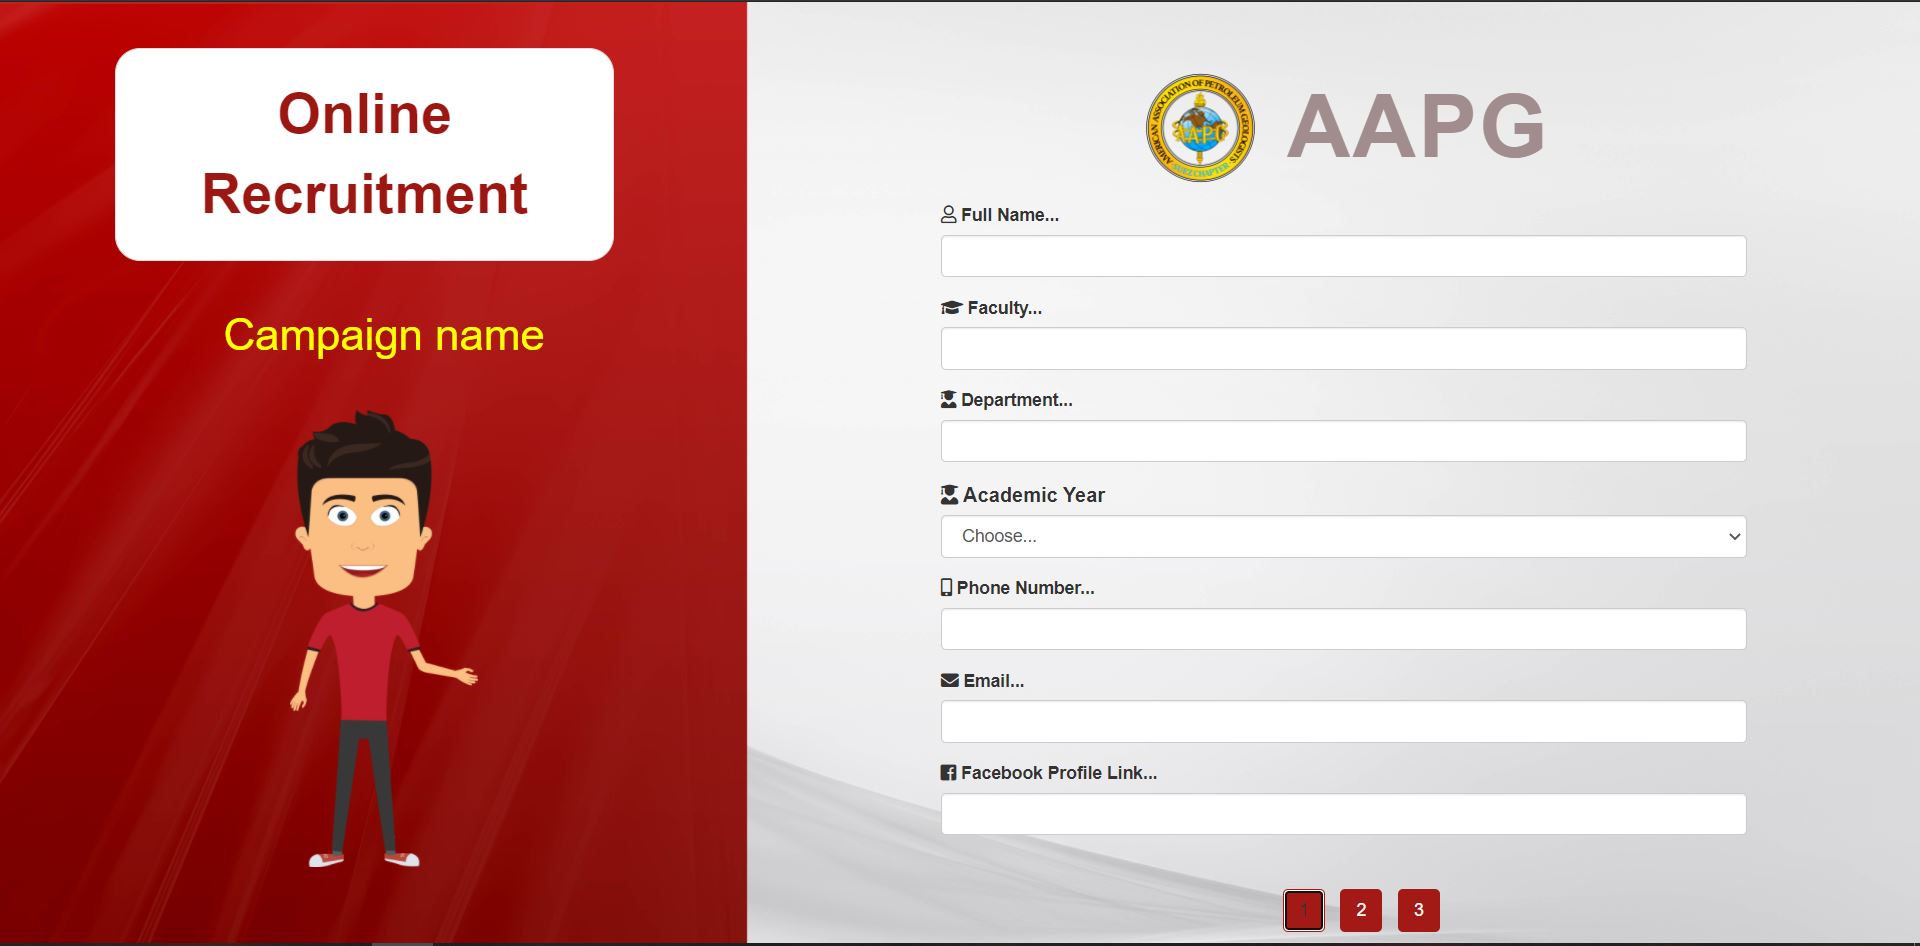 Online
Recruitment
Campaign name
AMERICAN ASSOCIATION OF PETROLEUM GEOLOGISTS
AAPG
SUEZ CHAPTER
AAPG
Full Name...
Faculty...
Department...
Academic Year
Choose...
Phone Number...
Email...
Facebook Profile Link...
1 2 3